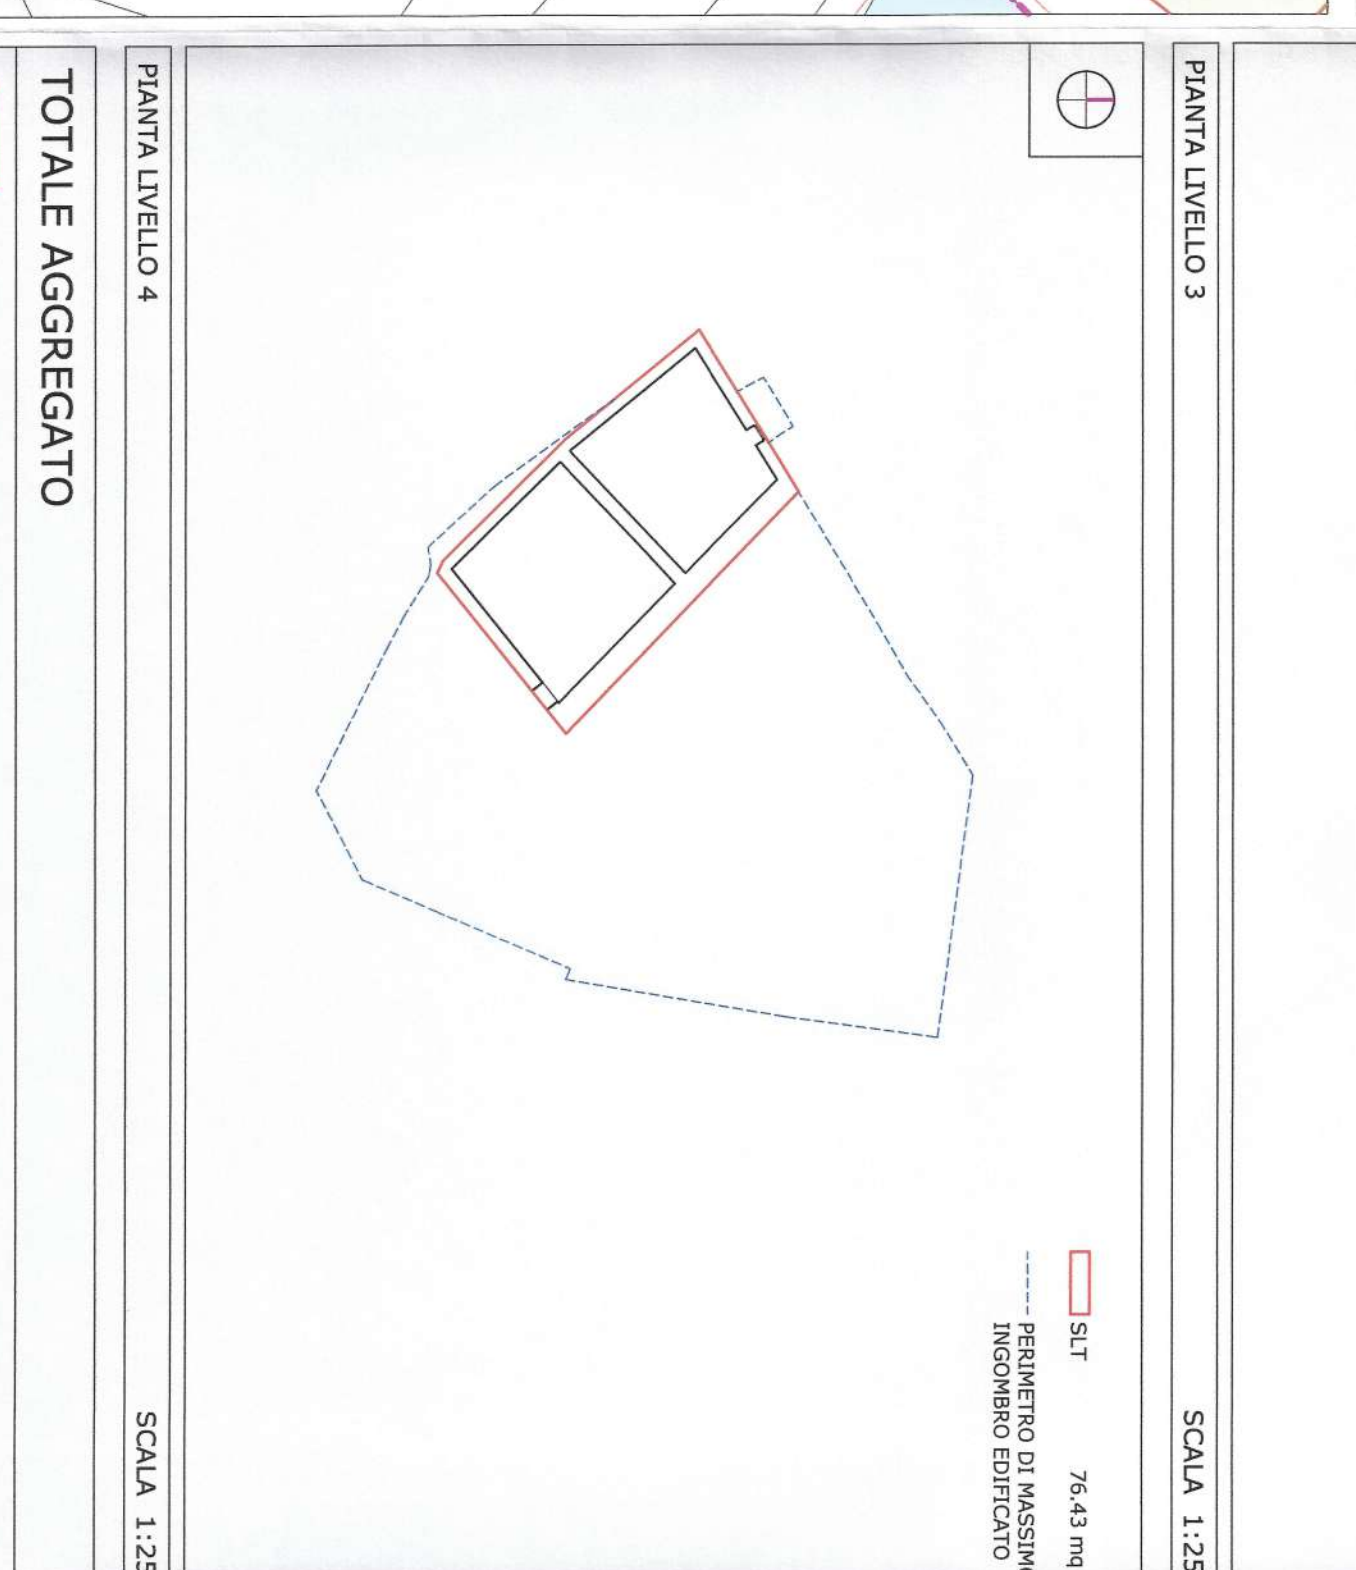 PIANTA LIVELLO 3 SCALA 1:25
SLT 76.43 mq
PERIMETRO DI MASSIMO
INGOMBRO EDIFICATO
PIANTA LIVELLO 4 SCALA 1:25
TOTALE AGGREGATO